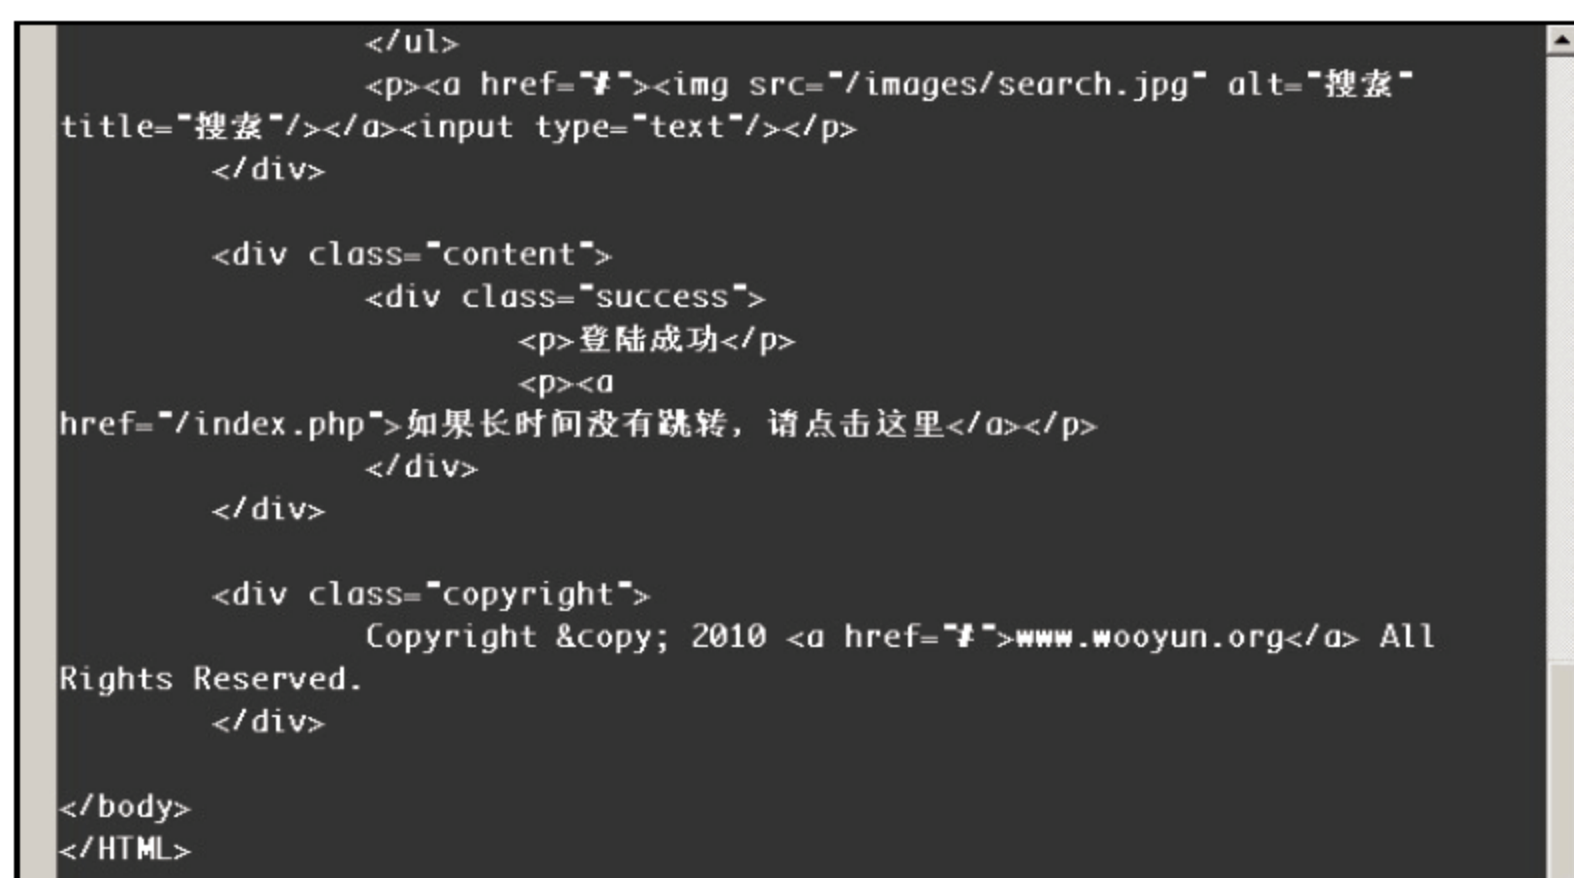 </ul>
<p><a href="#"><img src="/images/search.jpg" alt="搜索"
title="搜索"/></a><input type="text"/></p>
</div>
<div class="content">
<div class="success">
<p>登陆成功</p>
<p><a
href="/index.php">如果长时间没有跳转，请点击这里</a></p>
</div>
</div>
<div class="copyright">
Copyright &copy; 2010 <a href="#">www.wooyun.org</a> All
Rights Reserved.
</div>
</body>
</HTML>